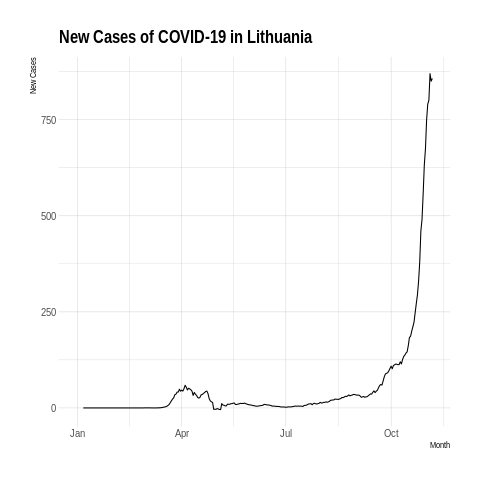 New Cases of COVID-19 in Lithuania
New Cases
750
500
250
0
Jan Apr Jul Oct
Month